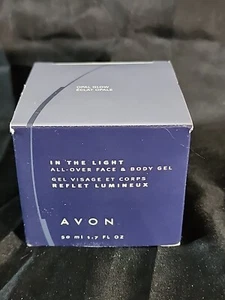 OPAL GLOW
ÉCLAT OPALE
IN THE LIGHT
ALL-OVER FACE & BODY GEL
GEL VISAGE ET CORPS
REFLET LUMINEUX
AVON
50 ml 1.7 FL OZ